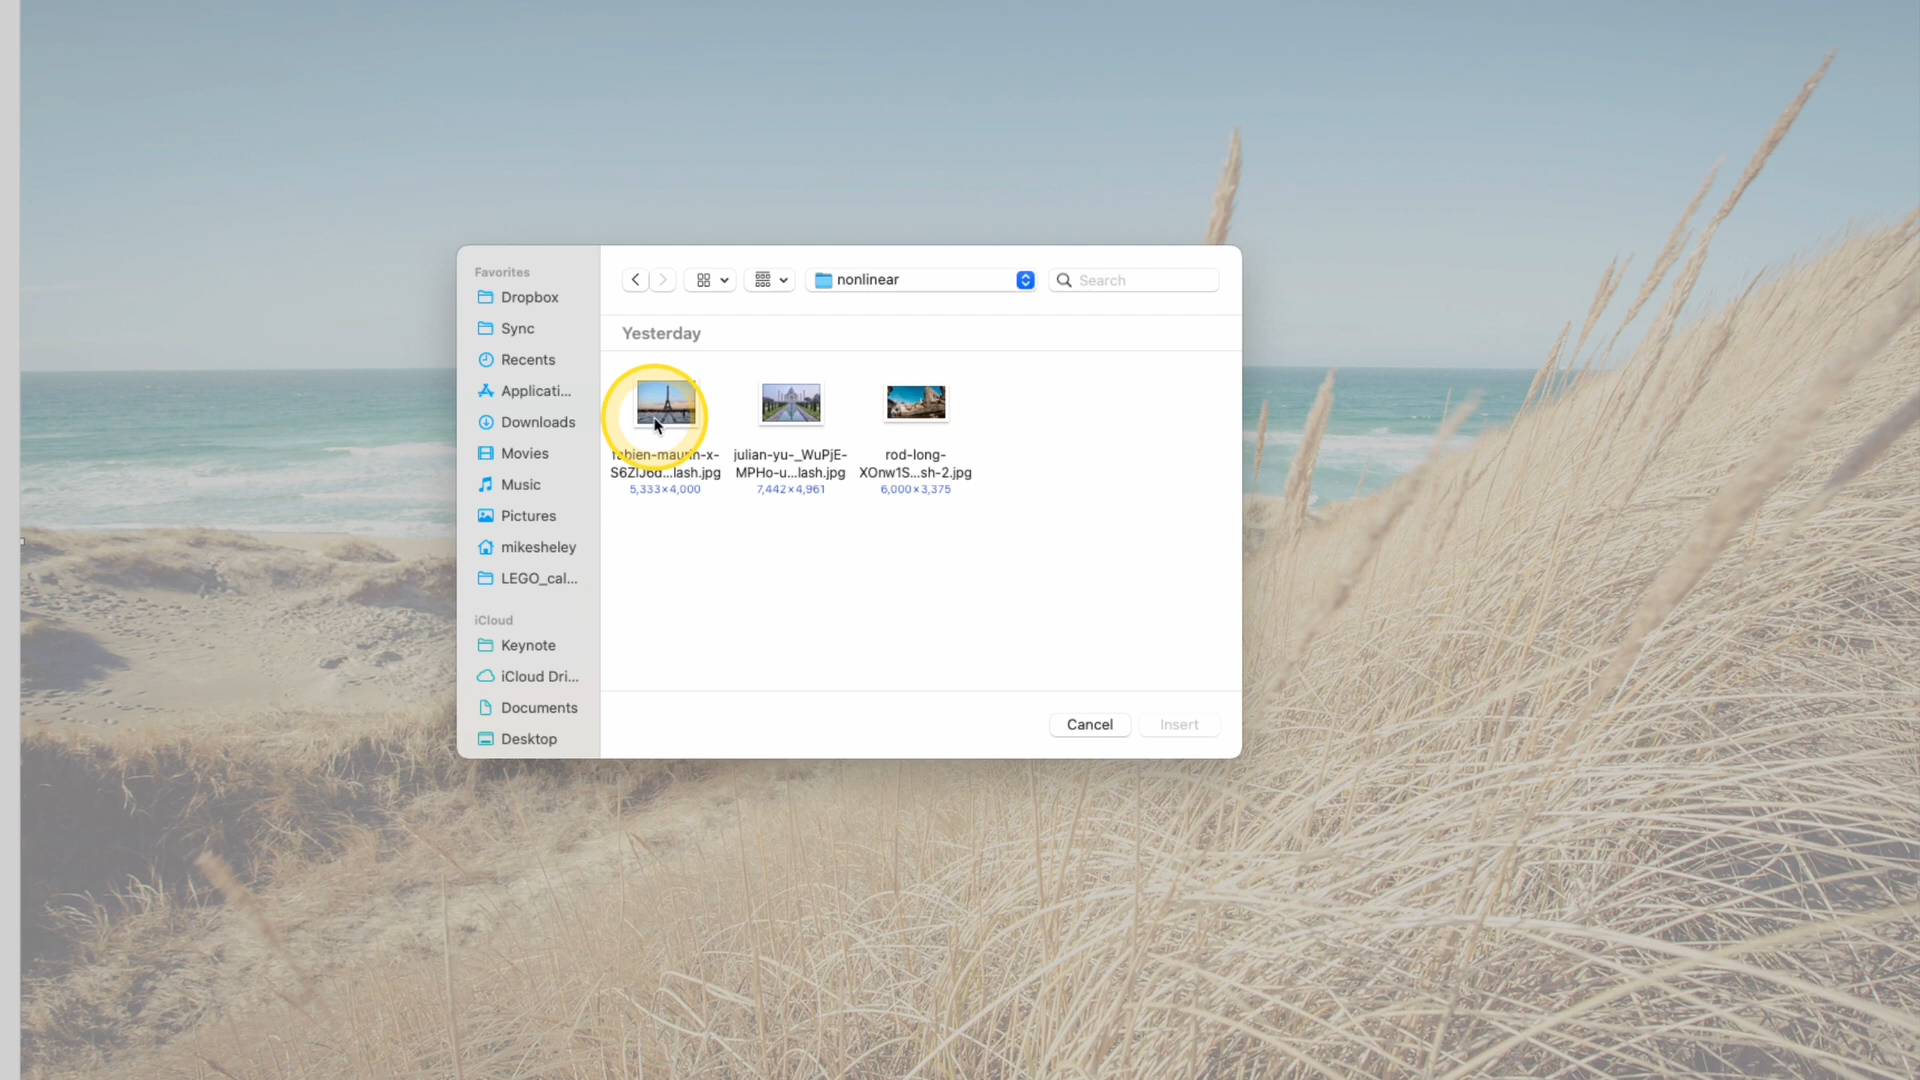 Favorites
Dropbox
Sync
Recents
Applicati...
Downloads
Movies
Music
Pictures
mikesheley
LEGO_cal...
iCloud
Keynote
iCloud Dri...
Documents
Desktop
nonlinear
Search
Yesterday
fabien-maurin-x-
S6ZIJ6d...lash.jpg
5,333×4,000
julian-yu-_WuPjE-
MPHo-u...lash.jpg
7,442×4,961
rod-long-
XOnw1S...sh-2.jpg
6,000×3,375
Cancel
Insert